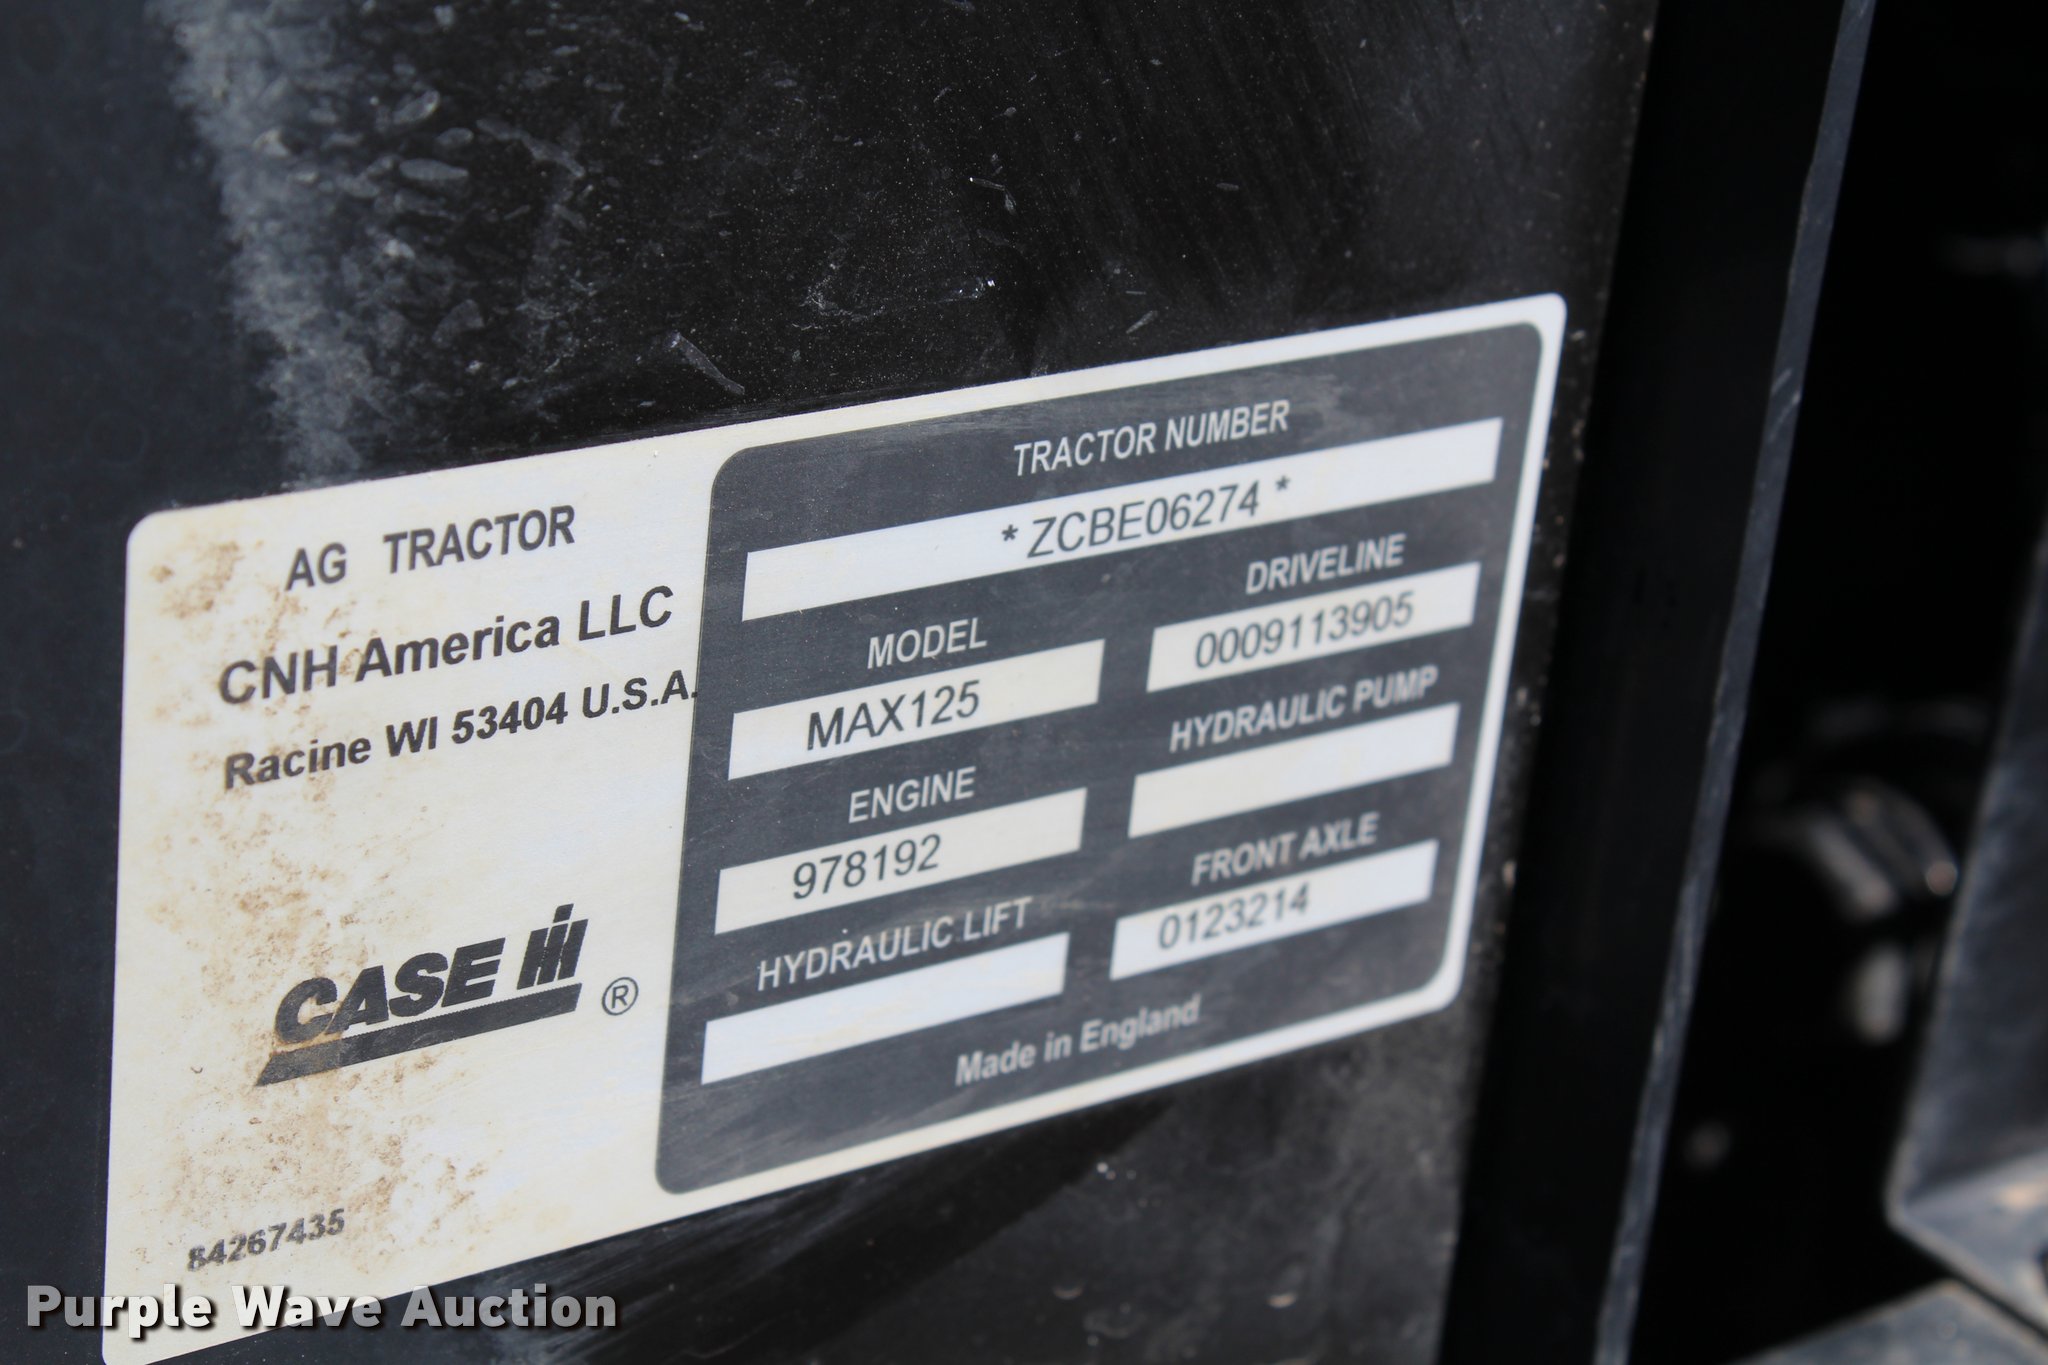 AG TRACTOR
CNH America LLC
Racine WI 53404 U.S.A.
CASE IH ®
84267435
TRACTOR NUMBER
* ZCBE06274 *
MODEL
MAX125
DRIVELINE
0009113905
ENGINE
978192
HYDRAULIC PUMP
HYDRAULIC LIFT
FRONT AXLE
0123214
Made in England
Purple Wave Auction